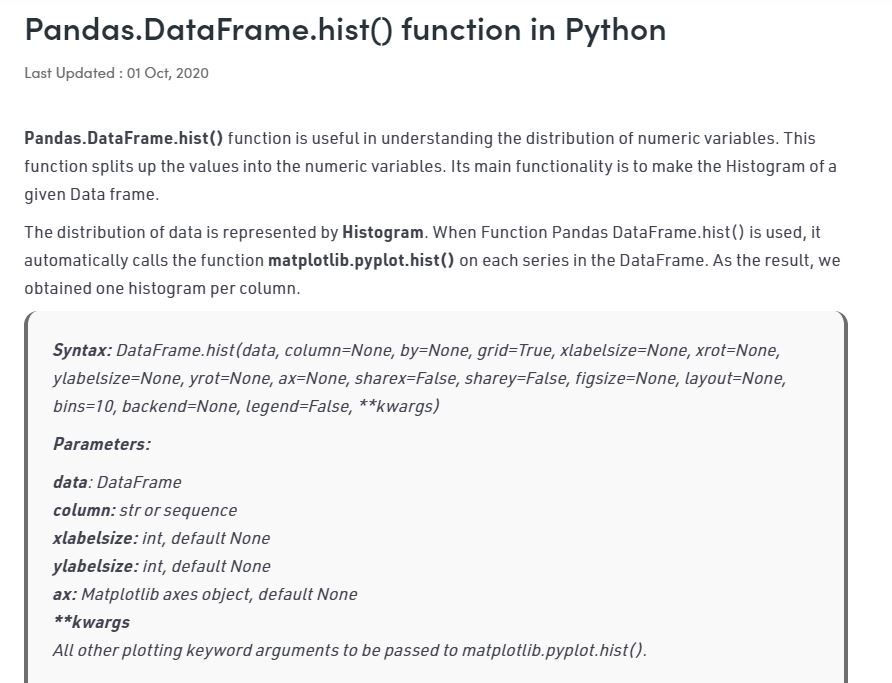 Pandas.DataFrame.hist() function in Python
Last Updated : 01 Oct, 2020
Pandas.DataFrame.hist() function is useful in understanding the distribution of numeric variables. This
function splits up the values into the numeric variables. Its main functionality is to make the Histogram of a
given Data frame.
The distribution of data is represented by Histogram. When Function Pandas DataFrame.hist() is used, it
automatically calls the function matplotlib.pyplot.hist() on each series in the DataFrame. As the result, we
obtained one histogram per column.
Syntax: DataFrame.hist(data, column=None, by=None, grid=True, xlabelsize=None, xrot=None,
ylabelsize=None, yrot=None, ax=None, sharex=False, sharey=False, figsize=None, layout=None,
bins=10, backend=None, legend=False, **kwargs)
Parameters:
data: DataFrame
column: str or sequence
xlabelsize: int, default None
ylabelsize: int, default None
ax: Matplotlib axes object, default None
**kwargs
All other plotting keyword arguments to be passed to matplotlib.pyplot.hist().